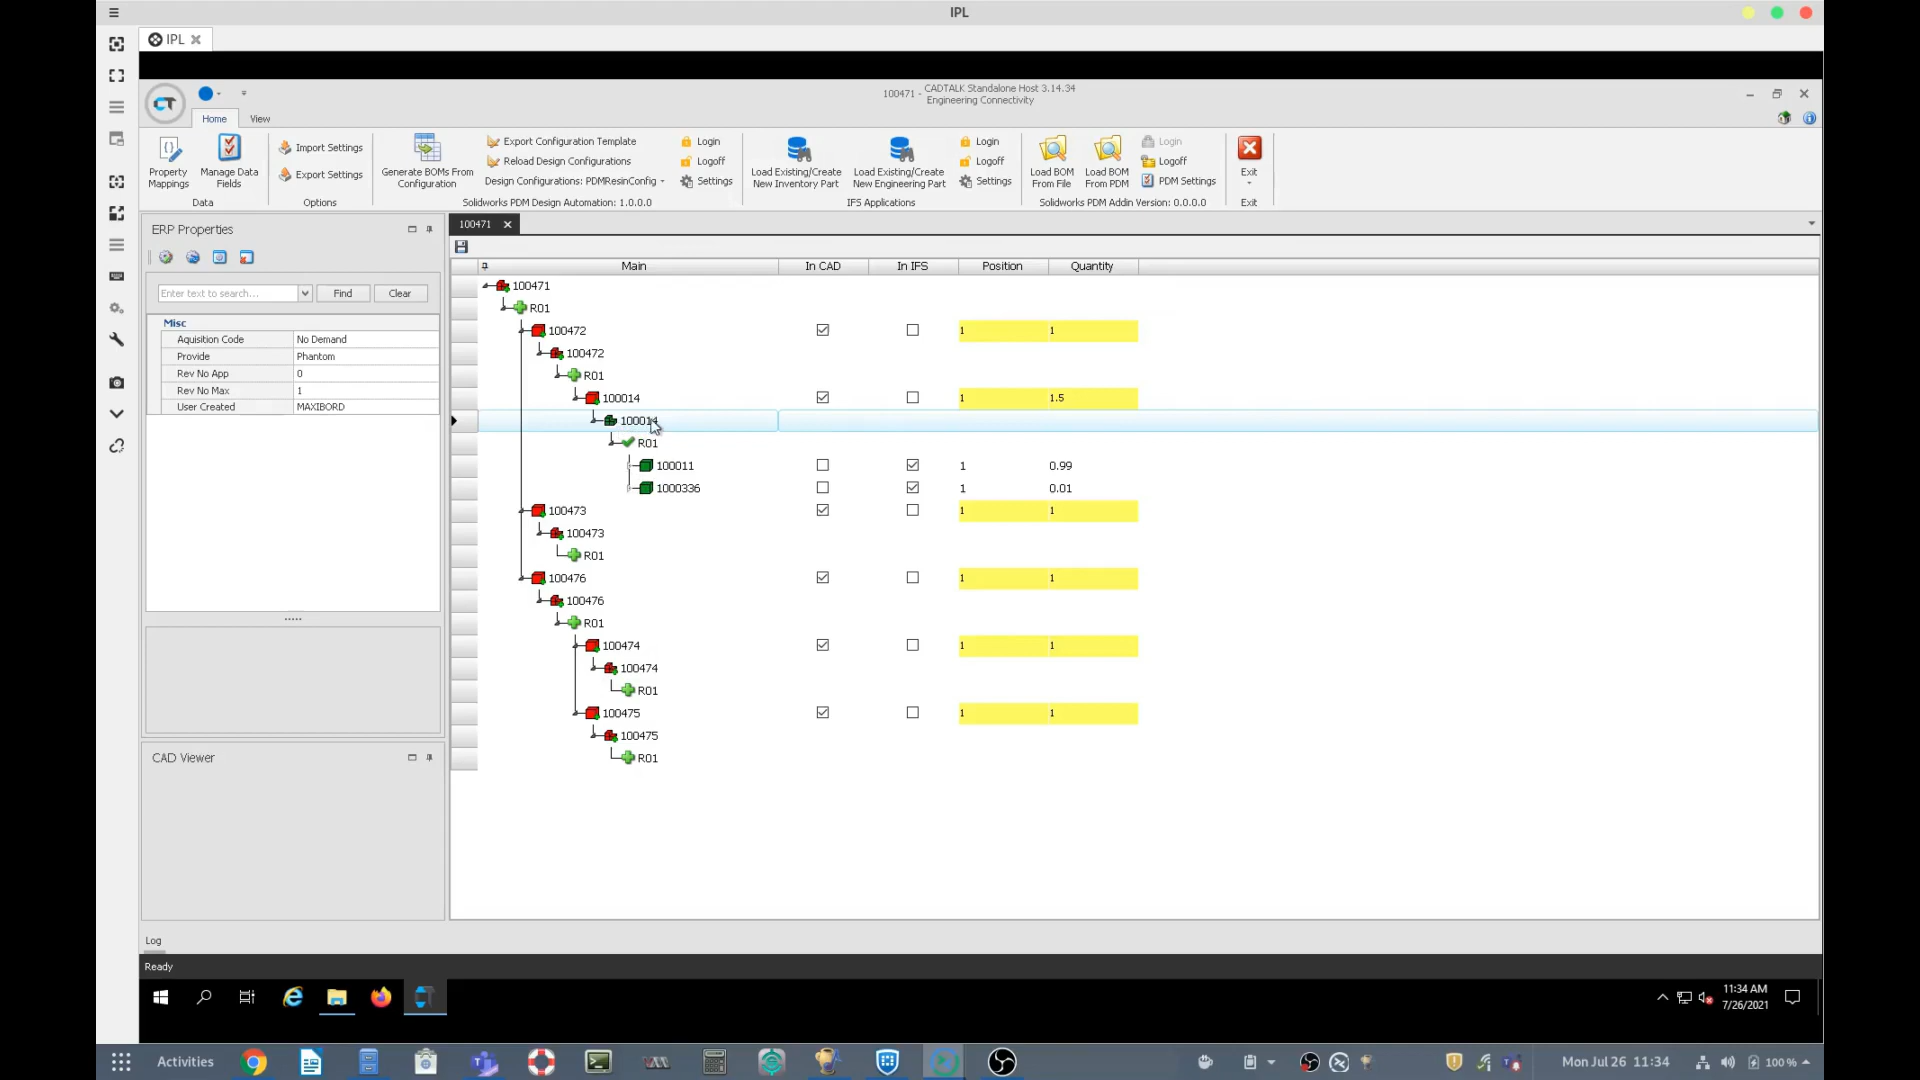 IPL
IPL
100471 - CADTALK Standalone Host 3.14.34
Engineering Connectivity
Home View
Property Mappings
Manage Data Fields
Data
Import Settings
Export Settings
Options
Generate BOMs From Configuration
Export Configuration Template
Reload Design Configurations
Design Configurations: PDMResinConfig
Login
Logoff
Settings
Solidworks PDM Design Automation: 1.0.0.0
Load Existing/Create New Inventory Part
Load Existing/Create New Engineering Part
Login
Logoff
Settings
IFS Applications
Load BOM From File
Load BOM From PDM
Login
Logoff
PDM Settings
Solidworks PDM Addin Version: 0.0.0.0
Exit
Exit
ERP Properties
Enter text to search...
Find
Clear
Misc
Aquisition Code No Demand
Provide Phantom
Rev No App 0
Rev No Max 1
User Created MAXIBORD
CAD Viewer
100471
Main In CAD In IFS Position Quantity
100471
R01
100472 1 1
100472
R01
100014 1 1.5
100014
R01
100011 1 0.99
1000336 1 0.01
100473 1 1
100473
R01
100476 1 1
100476
R01
100474 1 1
100474
R01
100475 1 1
100475
R01
Log
Ready
11:34 AM
7/26/2021
Activities
Mon Jul 26 11:34
100 %